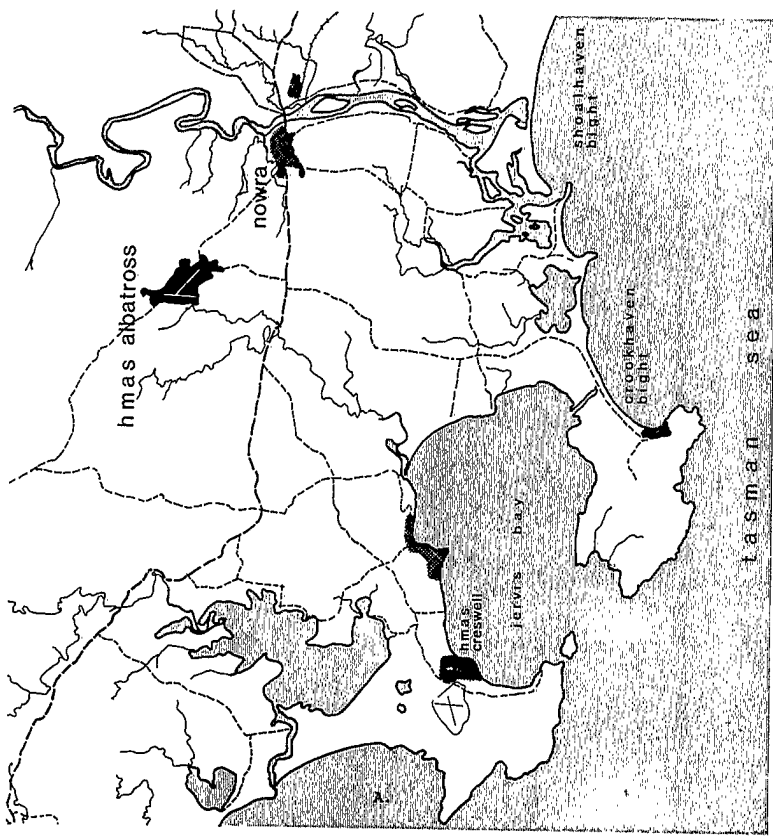 shoalhaven
bight
nowra
hmas albatross
crookhaven
bight
tasman sea
jervis bay
hmas
creswell